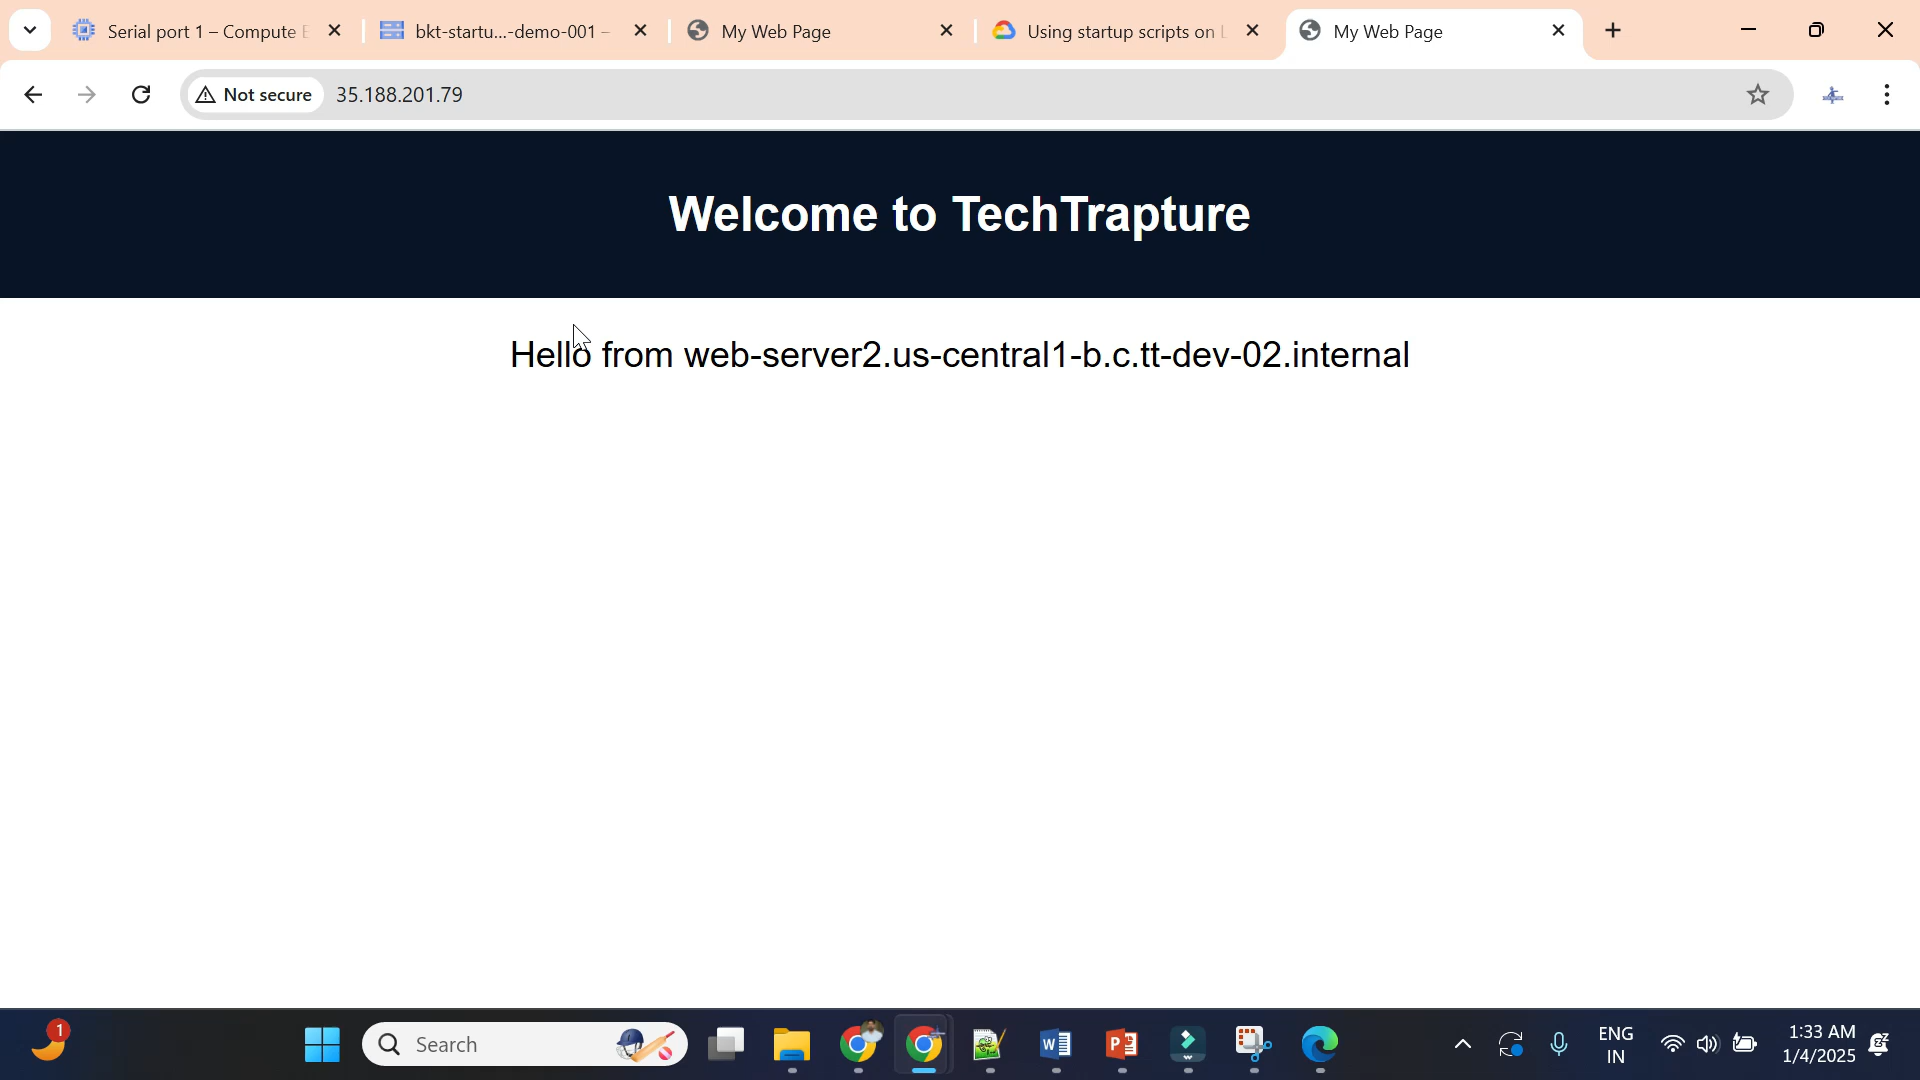 Serial port 1 – Compute E
bkt-startu...-demo-001 –
My Web Page
Using startup scripts on L
My Web Page
Not secure
35.188.201.79
Welcome to TechTrapture
Hello from web-server2.us-central1-b.c.tt-dev-02.internal
1
Search
ENG
IN
1:33 AM
1/4/2025